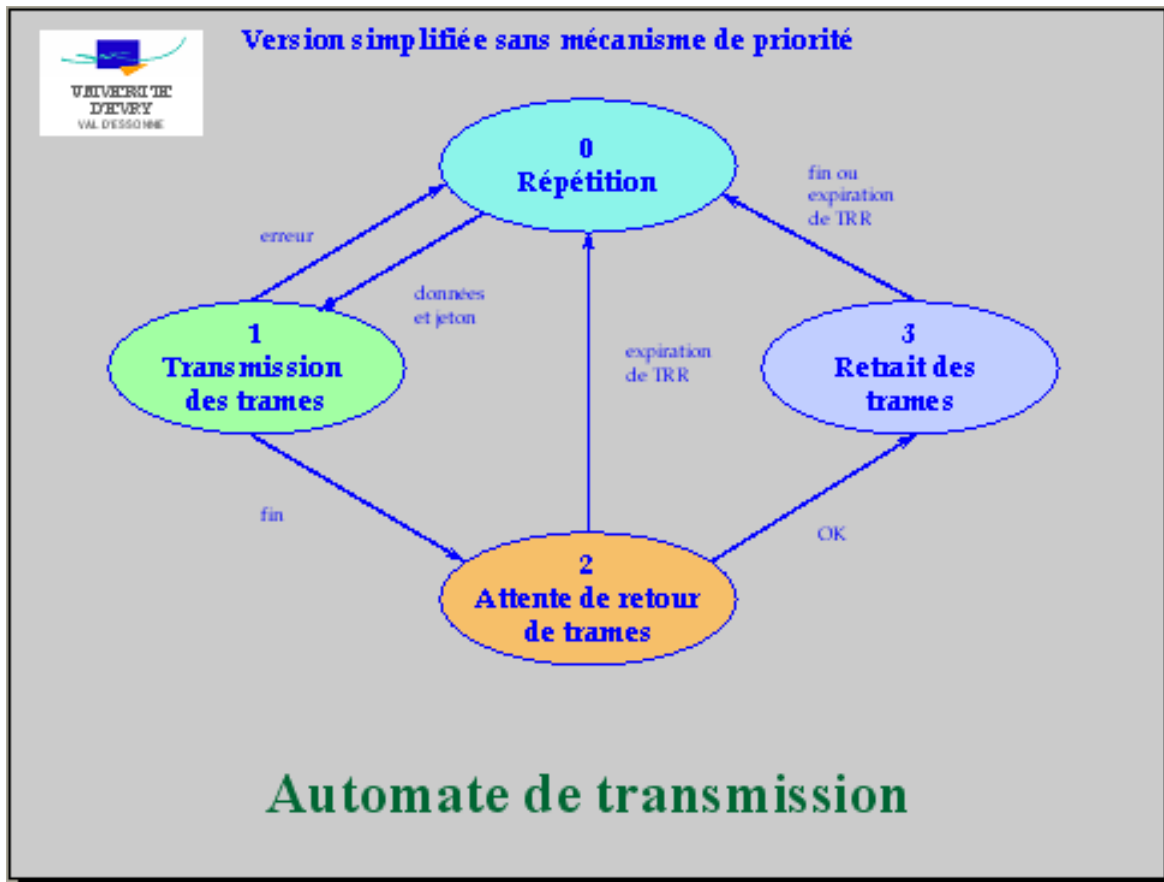 Version simplifiée sans mécanisme de priorité
UNIVERSITE
D'EVRY
VAL D'ESSONNE
0
Répétition
fin ou
expiration
de TRR
erreur
données
et jeton
1
Transmission
des trames
expiration
de TRR
3
Retrait des
trames
fin
OK
2
Attente de retour
de trames
Automate de transmission